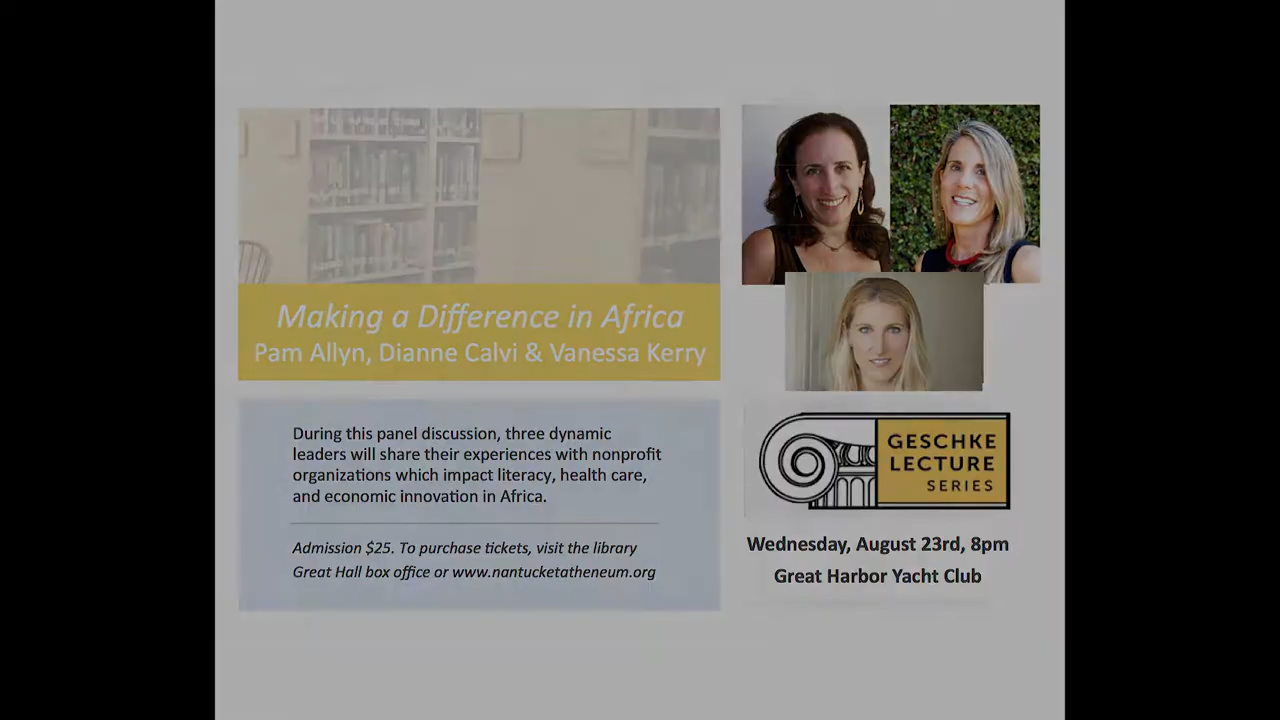 Making a Difference in Africa
Pam Allyn, Dianne Calvi & Vanessa Kerry
During this panel discussion, three dynamic
leaders will share their experiences with nonprofit
organizations which impact literacy, health care,
and economic innovation in Africa.
Admission $25. To purchase tickets, visit the library
Great Hall box office or www.nantucketatheneum.org
GESCHKE
LECTURE
SERIES
Wednesday, August 23rd, 8pm
Great Harbor Yacht Club